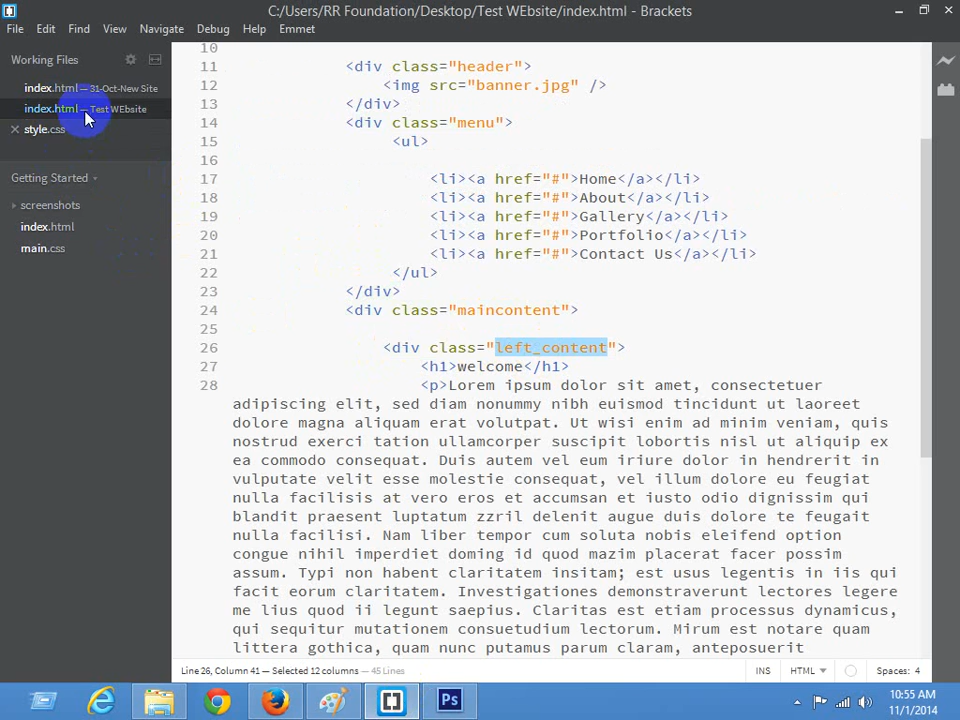 C:/Users/RR Foundation/Desktop/Test WEbsite/index.html - Brackets
File Edit Find View Navigate Debug Help Emmet
Working Files
index.html — 31-Oct-New Site
index.html — Test WEbsite
style.css
Getting Started
screenshots
index.html
main.css
10
11 <div class="header">
12 <img src="banner.jpg" />
13 </div>
14 <div class="menu">
15 <ul>
16
17 <li><a href="#">Home</a></li>
18 <li><a href="#">About</a></li>
19 <li><a href="#">Gallery</a></li>
20 <li><a href="#">Portfolio</a></li>
21 <li><a href="#">Contact Us</a></li>
22 </ul>
23 </div>
24 <div class="maincontent">
25
26 <div class="left_content">
27 <h1>welcome</h1>
28 <p>Lorem ipsum dolor sit amet, consectetuer
adipiscing elit, sed diam nonummy nibh euismod tincidunt ut laoreet
dolore magna aliquam erat volutpat. Ut wisi enim ad minim veniam, quis
nostrud exerci tation ullamcorper suscipit lobortis nisl ut aliquip ex
ea commodo consequat. Duis autem vel eum iriure dolor in hendrerit in
vulputate velit esse molestie consequat, vel illum dolore eu feugiat
nulla facilisis at vero eros et accumsan et iusto odio dignissim qui
blandit praesent luptatum zzril delenit augue duis dolore te feugait
nulla facilisi. Nam liber tempor cum soluta nobis eleifend option
congue nihil imperdiet doming id quod mazim placerat facer possim
assum. Typi non habent claritatem insitam; est usus legentis in iis qui
facit eorum claritatem. Investigationes demonstraverunt lectores legere
me lius quod ii legunt saepius. Claritas est etiam processus dynamicus,
qui sequitur mutationem consuetudium lectorum. Mirum est notare quam
littera gothica, quam nunc putamus parum claram, anteposuerit
Line 26, Column 41 — Selected 12 columns — 45 Lines
INS HTML Spaces: 4
Ps
10:55 AM
11/1/2014